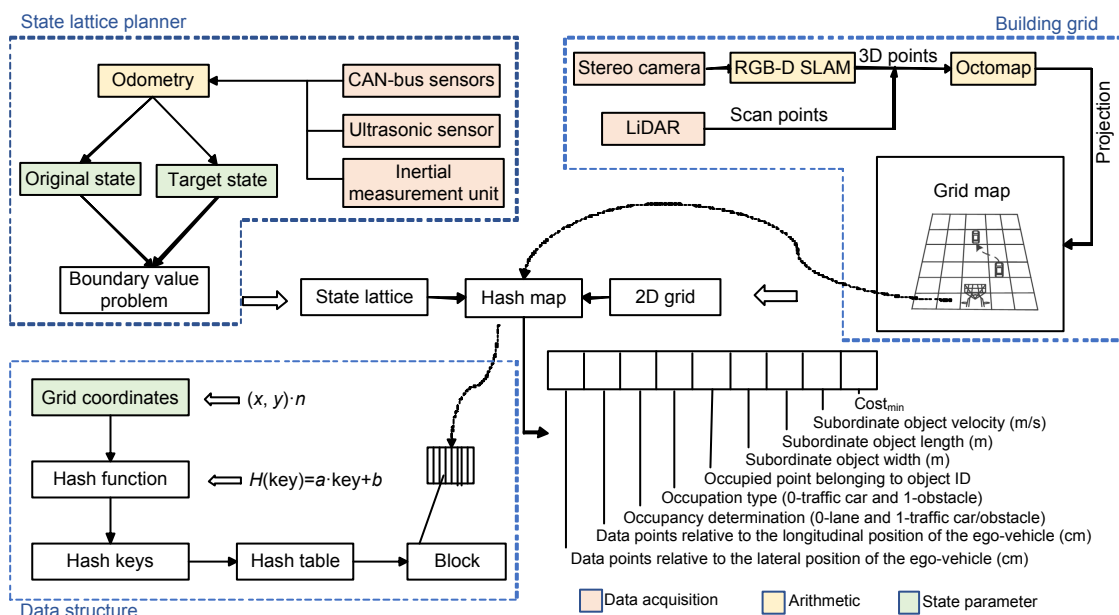 State lattice planner
Building grid
Odometry
CAN-bus sensors
Ultrasonic sensor
Inertial
measurement unit
Original state
Target state
Boundary value
problem
Stereo camera
RGB-D SLAM
3D points
Octomap
LiDAR
Scan points
Projection
Grid map
State lattice
Hash map
2D grid
Grid coordinates
(x, y)·n
Hash function
H(key)=a·key+b
Hash keys
Hash table
Block
Data structure
Cost_min
Subordinate object velocity (m/s)
Subordinate object length (m)
Subordinate object width (m)
Occupied point belonging to object ID
Occupation type (0-traffic car and 1-obstacle)
Occupancy determination (0-lane and 1-traffic car/obstacle)
Data points relative to the longitudinal position of the ego-vehicle (cm)
Data points relative to the lateral position of the ego-vehicle (cm)
Data acquisition
Arithmetic
State parameter